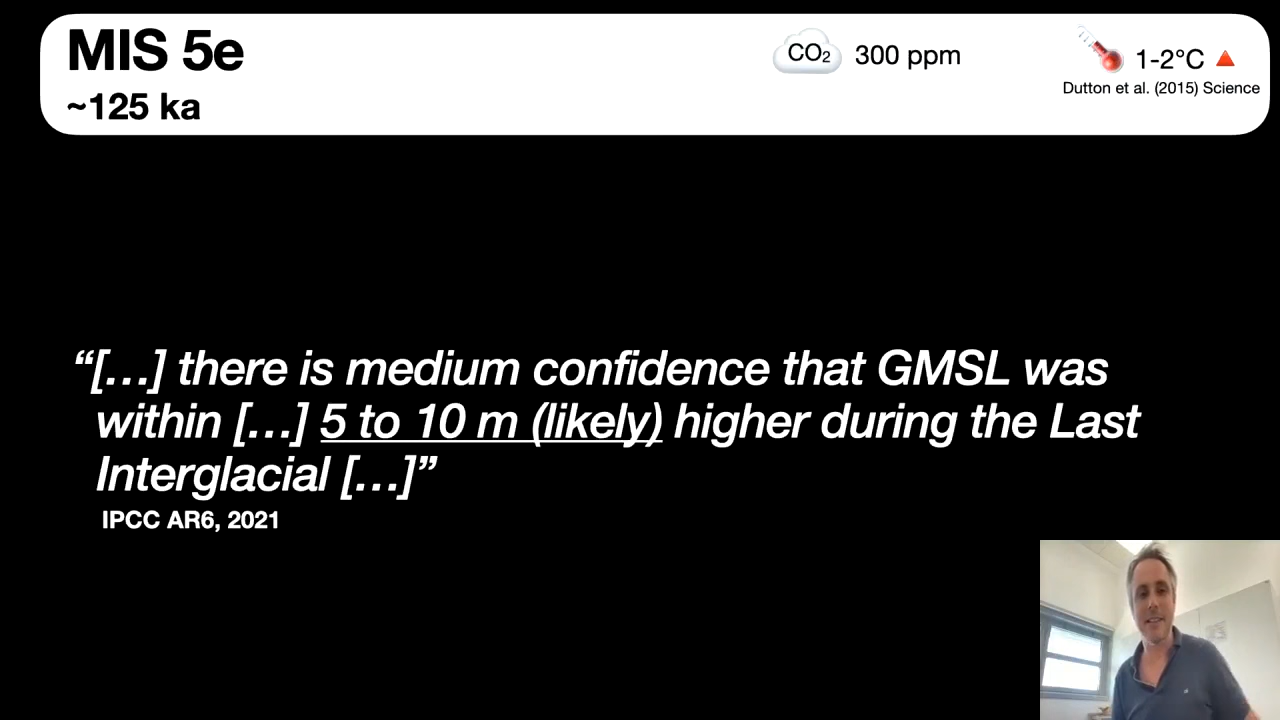 MIS 5e
~125 ka
CO₂ 300 ppm
1-2°C
Dutton et al. (2015) Science
“[…] there is medium confidence that GMSL was
within […] 5 to 10 m (likely) higher during the Last
Interglacial […]”
IPCC AR6, 2021